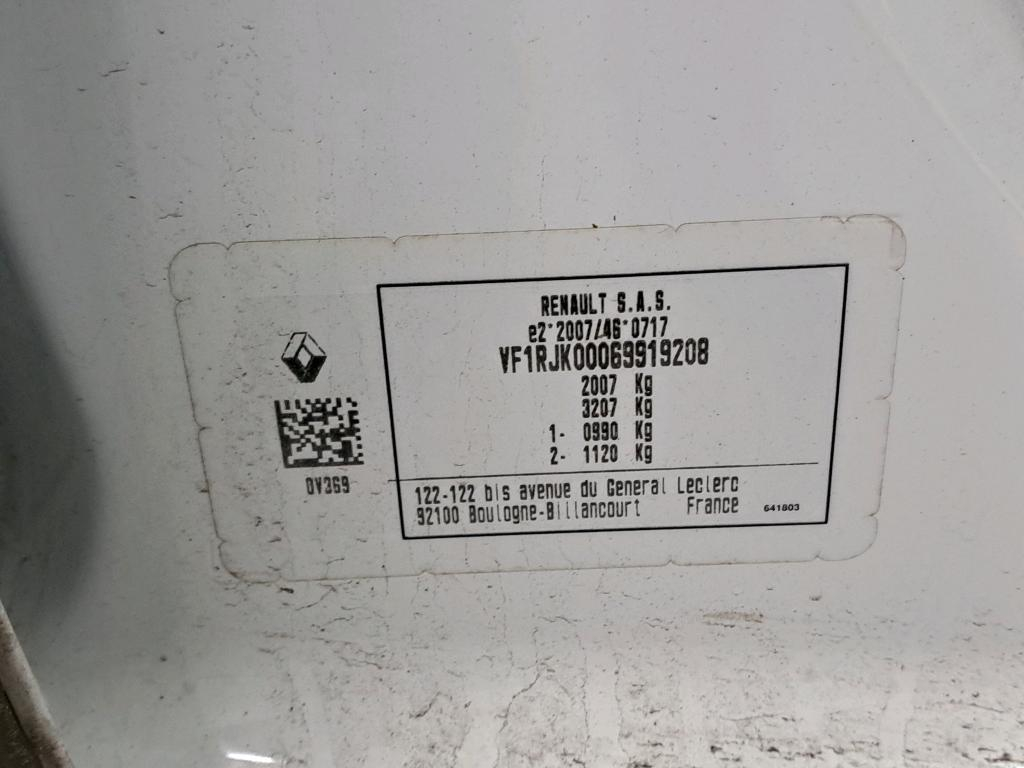 RENAULT S.A.S.
e2*2007/46*0717
VF1RJK00069919208
2007 Kg
3207 Kg
1- 0990 Kg
2- 1120 Kg
0V369
122-122 bis avenue du General Leclerc
92100 Boulogne-Billancourt France
641803